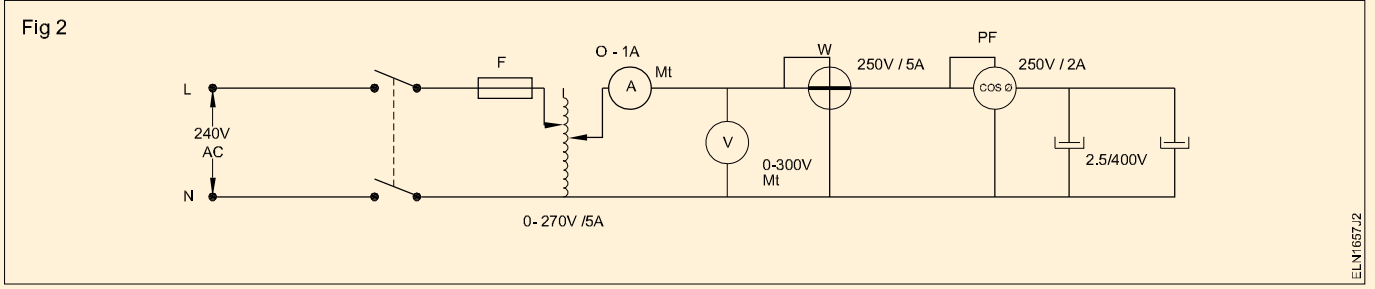 Fig 2
L
240V
AC
N
F
0- 270V /5A
O - 1A
A
Mt
V
0-300V
Mt
W
250V / 5A
PF
COS Ø
250V / 2A
2.5/400V
ELN1657J2